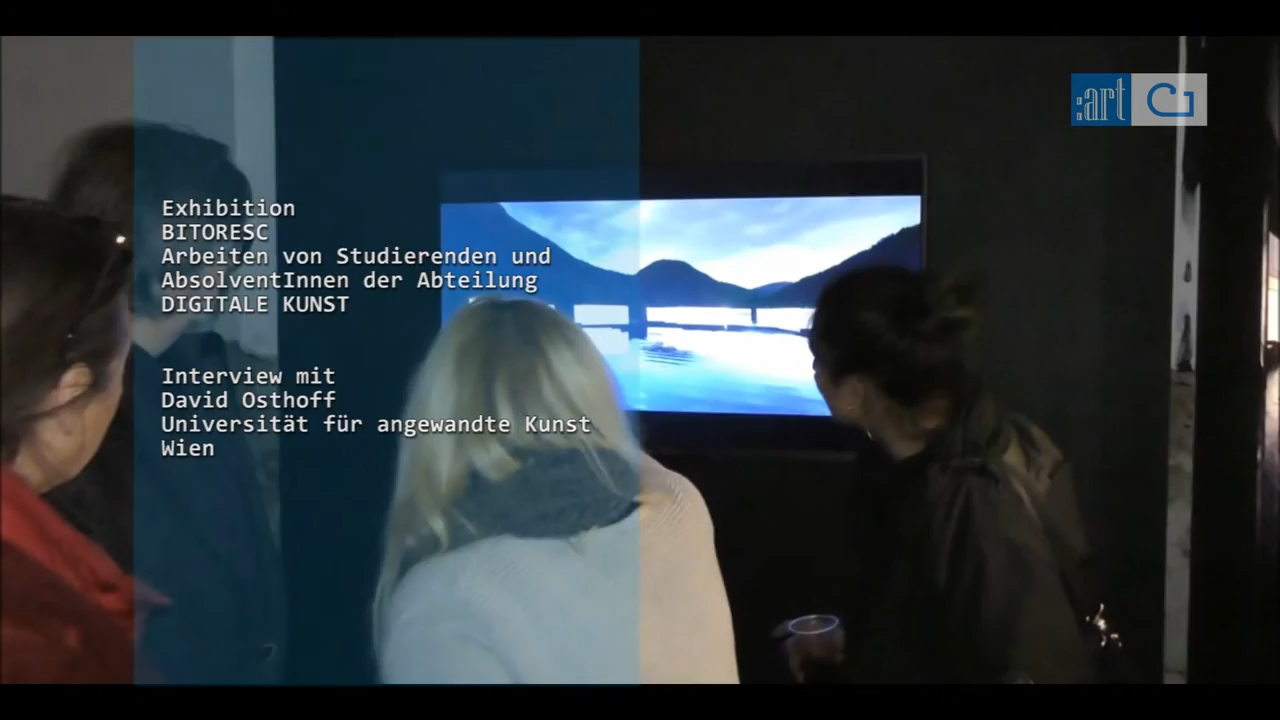 :art
Exhibition
BITORESC
Arbeiten von Studierenden und
AbsolventInnen der Abteilung
DIGITALE KUNST
Interview mit
David Osthoff
Universität für angewandte Kunst
Wien